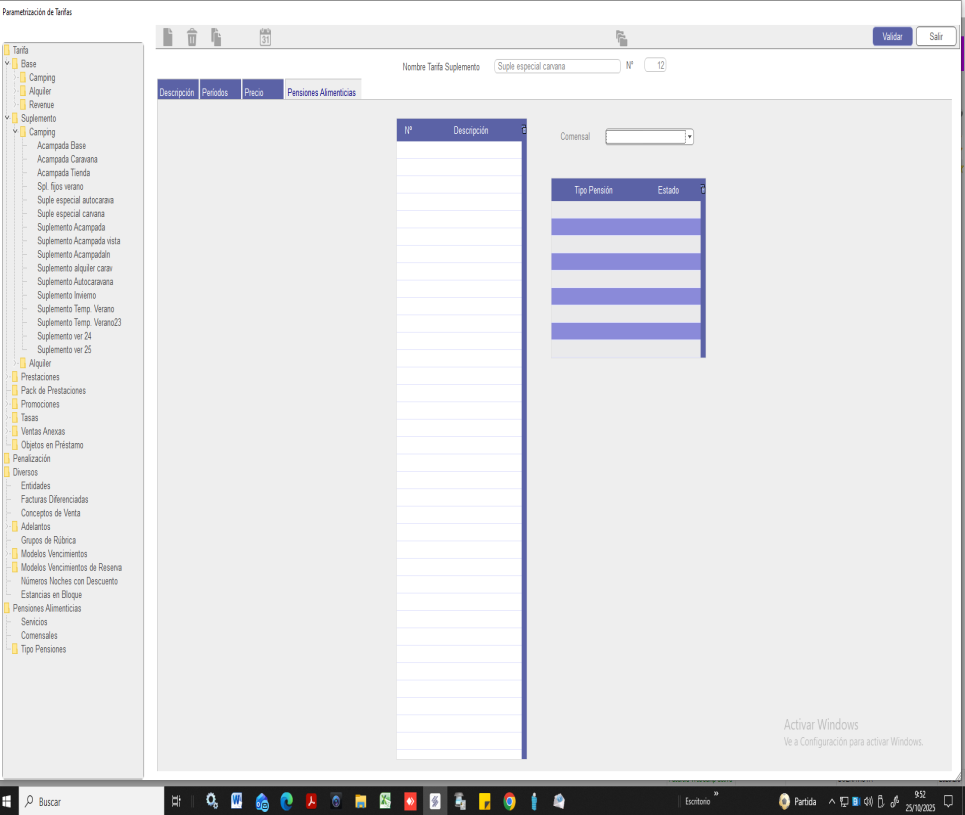 Parametrización de Tarifas
Validar
Salir
31
Nombre Tarifa Suplemento Suple especial carvana Nº 12
Descripción Periodos Precio Pensiones Alimenticias
Tarifa
Base
Camping
Alquiler
Revenue
Suplemento
Camping
Acampada Base
Acampada Caravana
Acampada Tienda
Spl. fijos verano
Suple especial autocarava
Suple especial carvana
Suplemento Acampada
Suplemento Acampada vista
Suplemento AcampadaIn
Suplemento alquiler carav
Suplemento Autocaravana
Suplemento Invierno
Suplemento Temp. Verano
Suplemento Temp. Verano23
Suplemento ver 24
Suplemento ver 25
Alquiler
Prestaciones
Pack de Prestaciones
Promociones
Tasas
Ventas Anexas
Objetos en Préstamo
Penalización
Diversos
Entidades
Facturas Diferenciadas
Conceptos de Venta
Adelantos
Grupos de Rúbrica
Modelos Vencimientos
Modelos Vencimientos de Reserva
Números Noches con Descuento
Estancias en Bloque
Pensiones Alimenticias
Servicios
Comensales
Tipo Pensiones
Nº Descripción
Comensal
Tipo Pensión Estado
Activar Windows
Ve a Configuración para activar Windows.
Buscar
Escritorio
Partida
9:52
25/10/2025